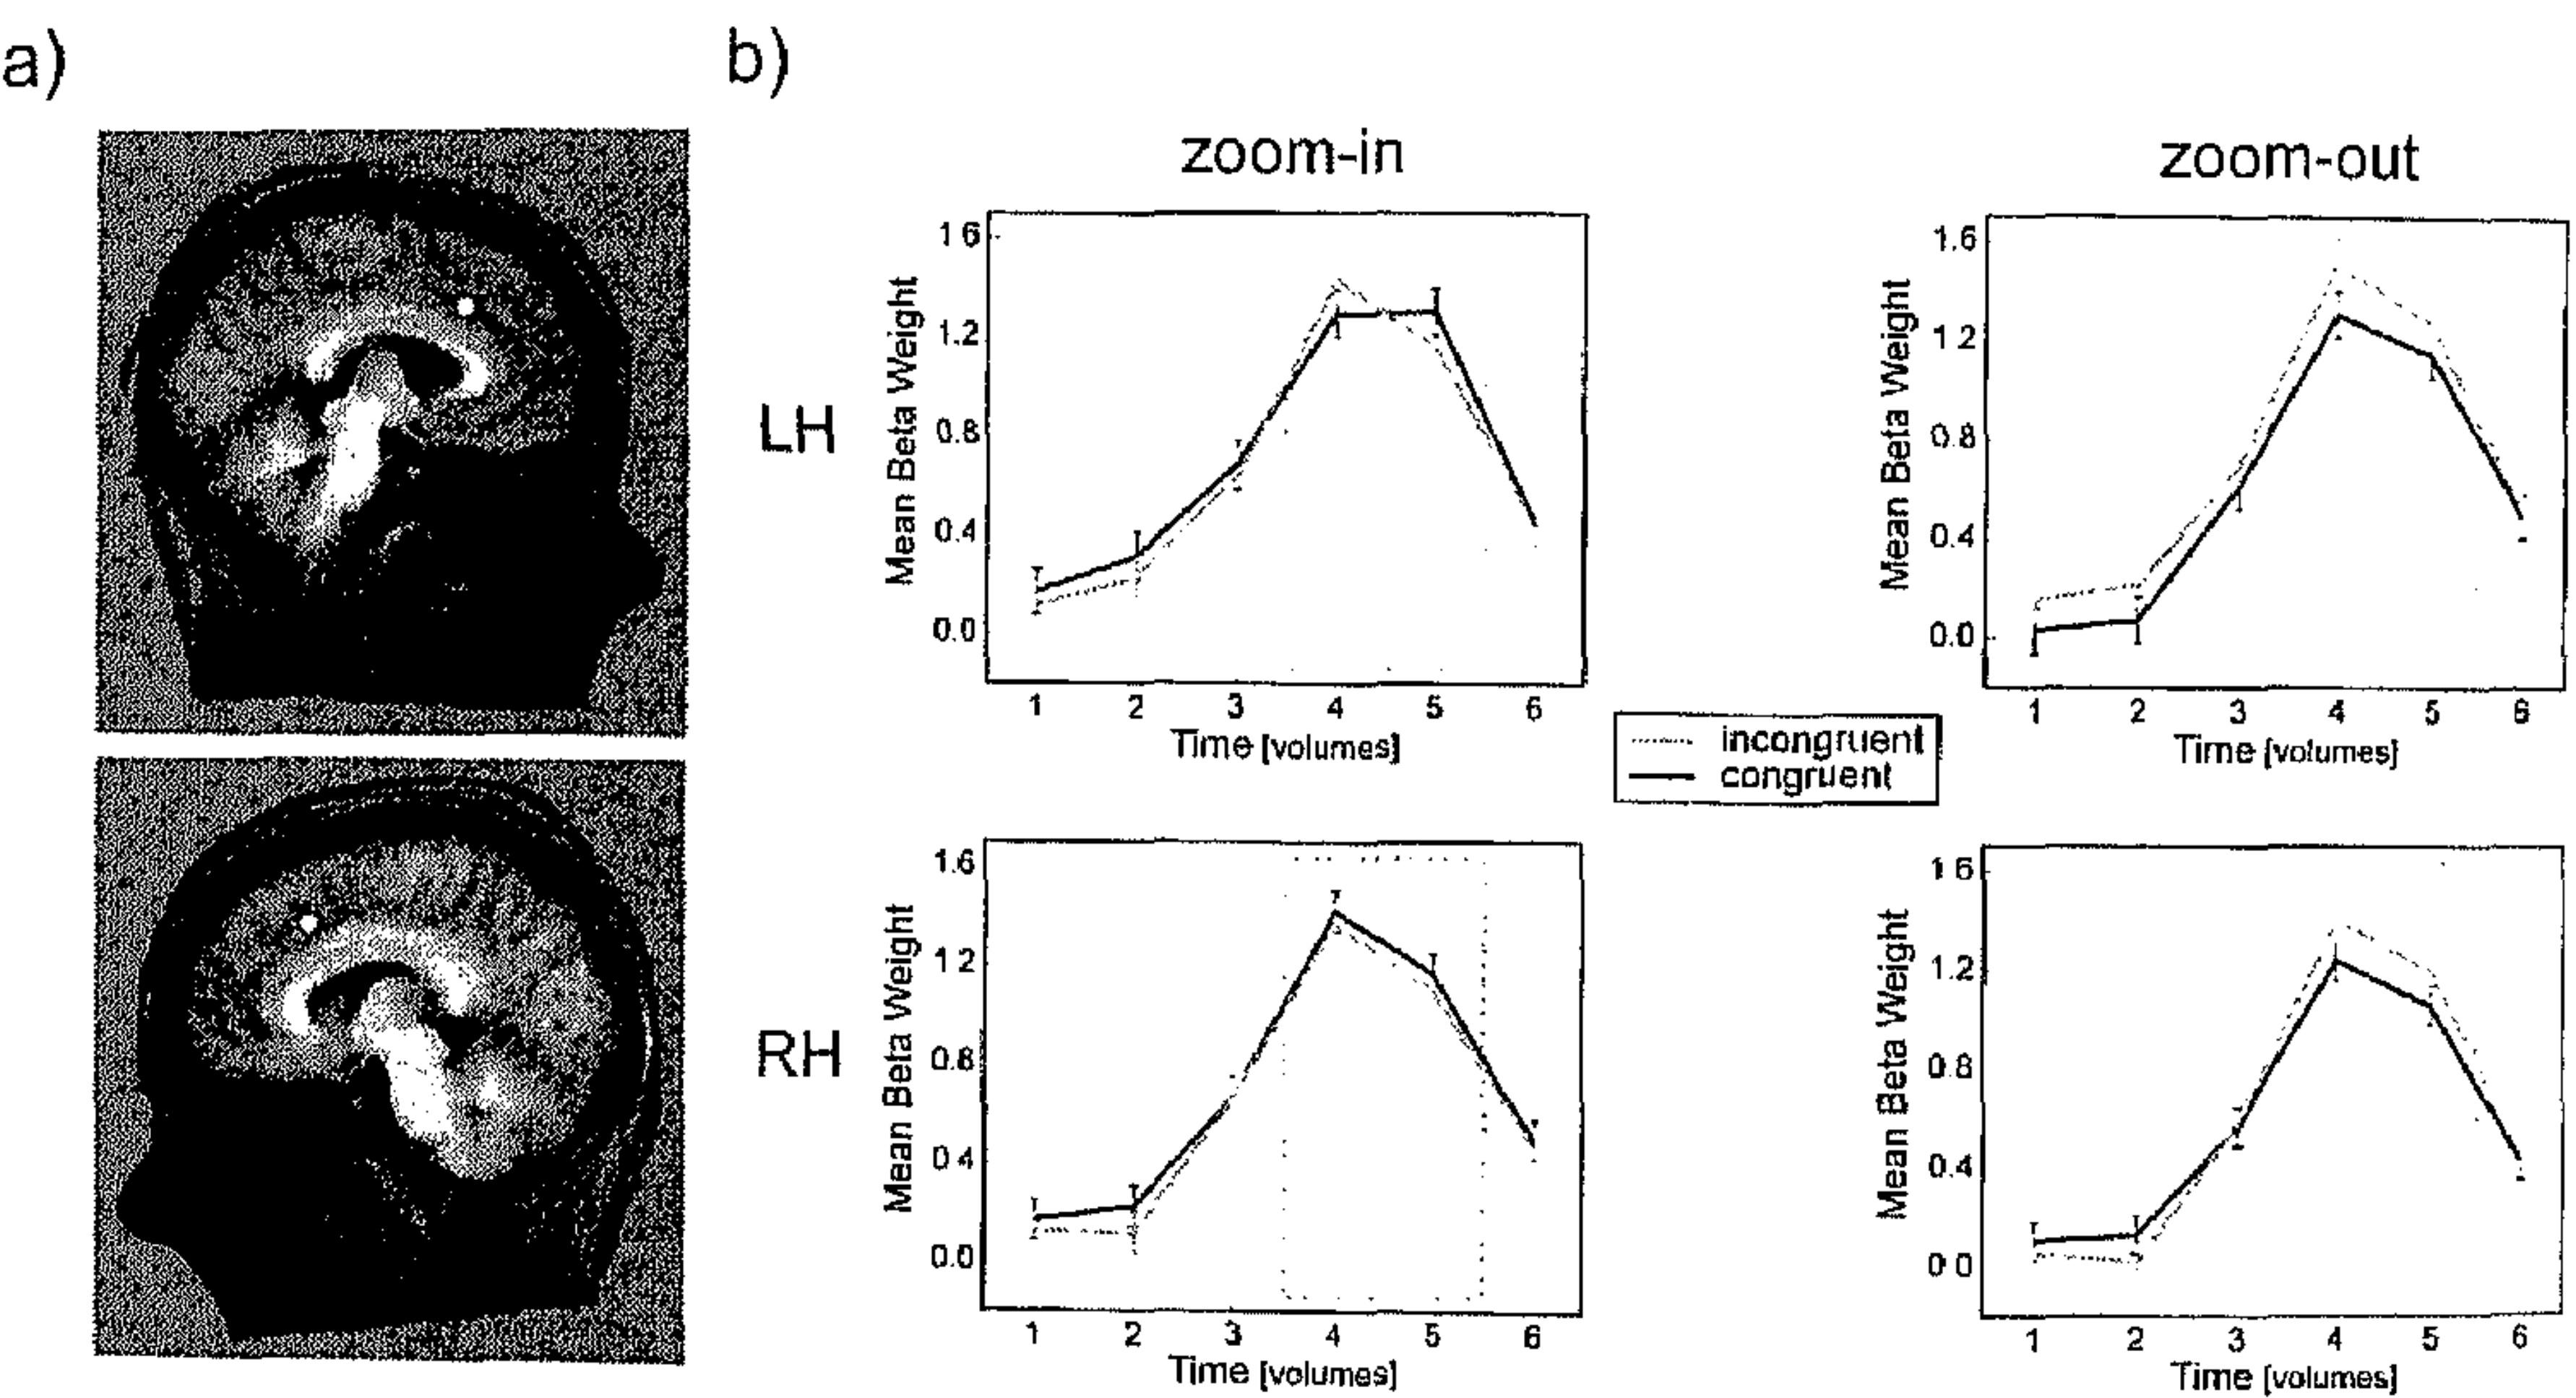 a)
b)
zoom-in
zoom-out
LH
Mean Beta Weight
1 6
1.2
0.8
0.4
0.0
1 2 3 4 5 6
Time [volumes]
Mean Beta Weight
1.6
1 2
0.8
0.4
0.0
1 2 3 4 5 6
Time [volumes]
incongruent
congruent
RH
Mean Beta Weight
1.6
1 2
0.8
0 4
0.0
1 2 3 4 5 6
Time [volumes]
Mean Beta Weight
1 6
1.2
0.8
0.4
0 0
1 2 3 4 5 6
Time [volumes]